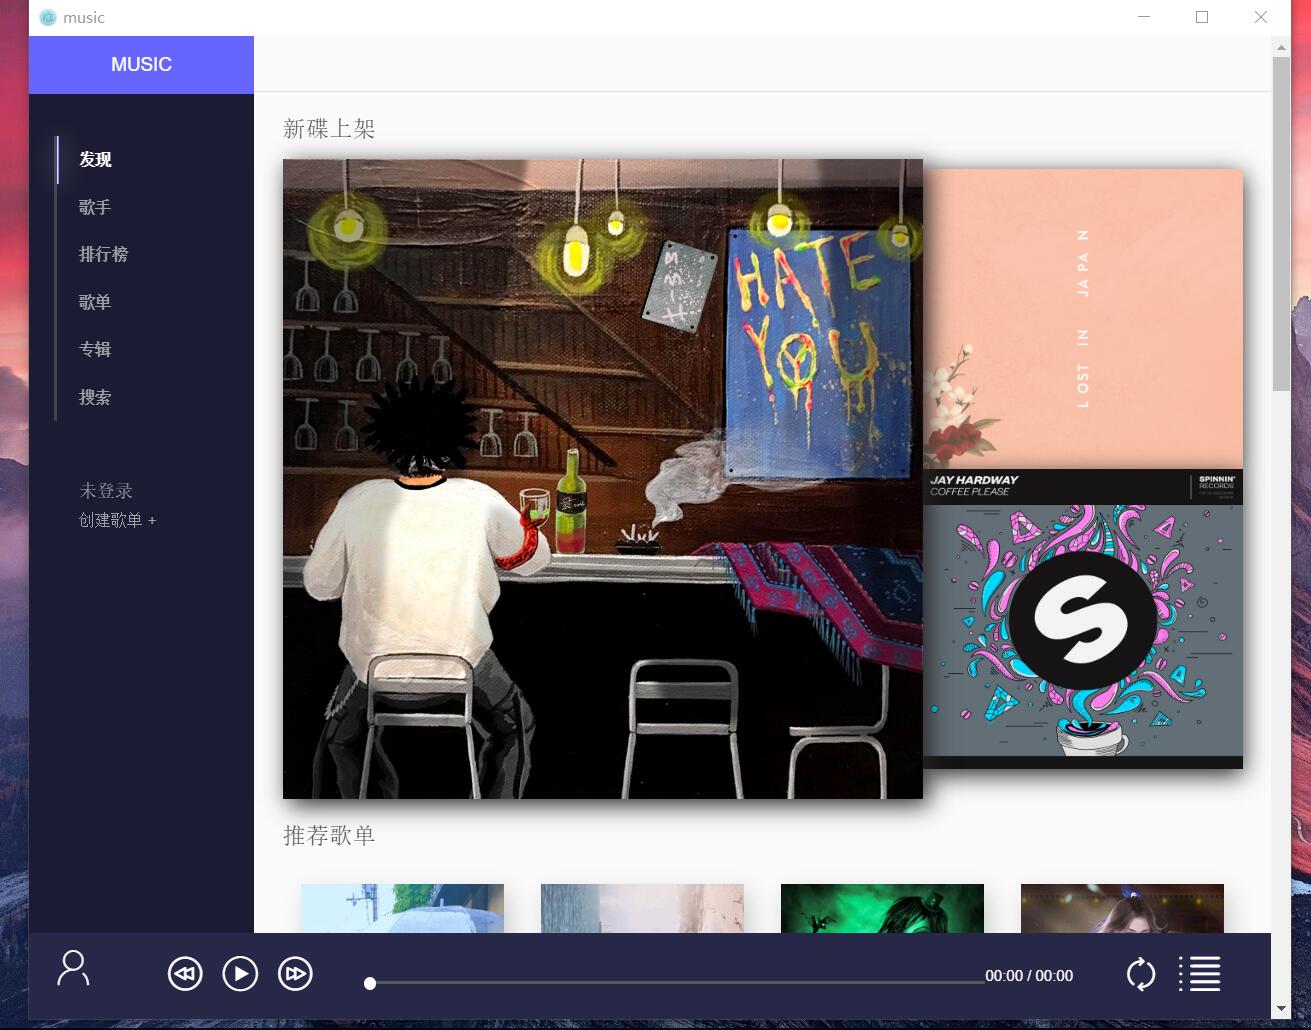 music
MUSIC
发现
歌手
排行榜
歌单
专辑
搜索
未登录
创建歌单 +
新碟上架
HATE
YOU
LOST IN JAPAN
JAY HARDWAY
COFFEE PLEASE
SPINNIN'
RECORDS
推荐歌单
00:00 / 00:00